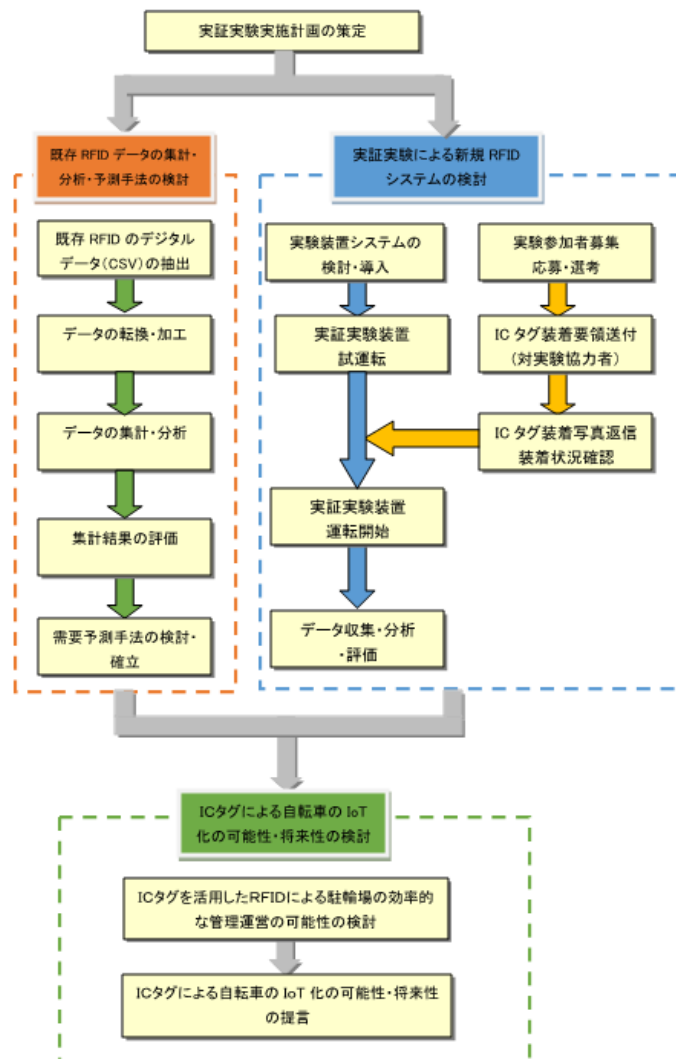 実証実験実施計画の策定
既存 RFID データの集計・
分析・予測手法の検討
既存 RFID のデジタル
データ(CSV)の抽出
データの転換・加工
データの集計・分析
集計結果の評価
需要予測手法の検討・
確立
実証実験による新規 RFID
システムの検討
実験装置システムの
検討・導入
実証実験装置
試運転
実験参加者募集
応募・選考
IC タグ装着要領送付
(対実験協力者)
IC タグ装着写真返信
装着状況確認
実証実験装置
運転開始
データ収集・分析
・評価
ICタグによる自転車の IoT
化の可能性・将来性の検討
ICタグを活用したRFIDによる駐輪場の効率的
な管理運営の可能性の検討
ICタグによる自転車の IoT 化の可能性・将来性
の提言